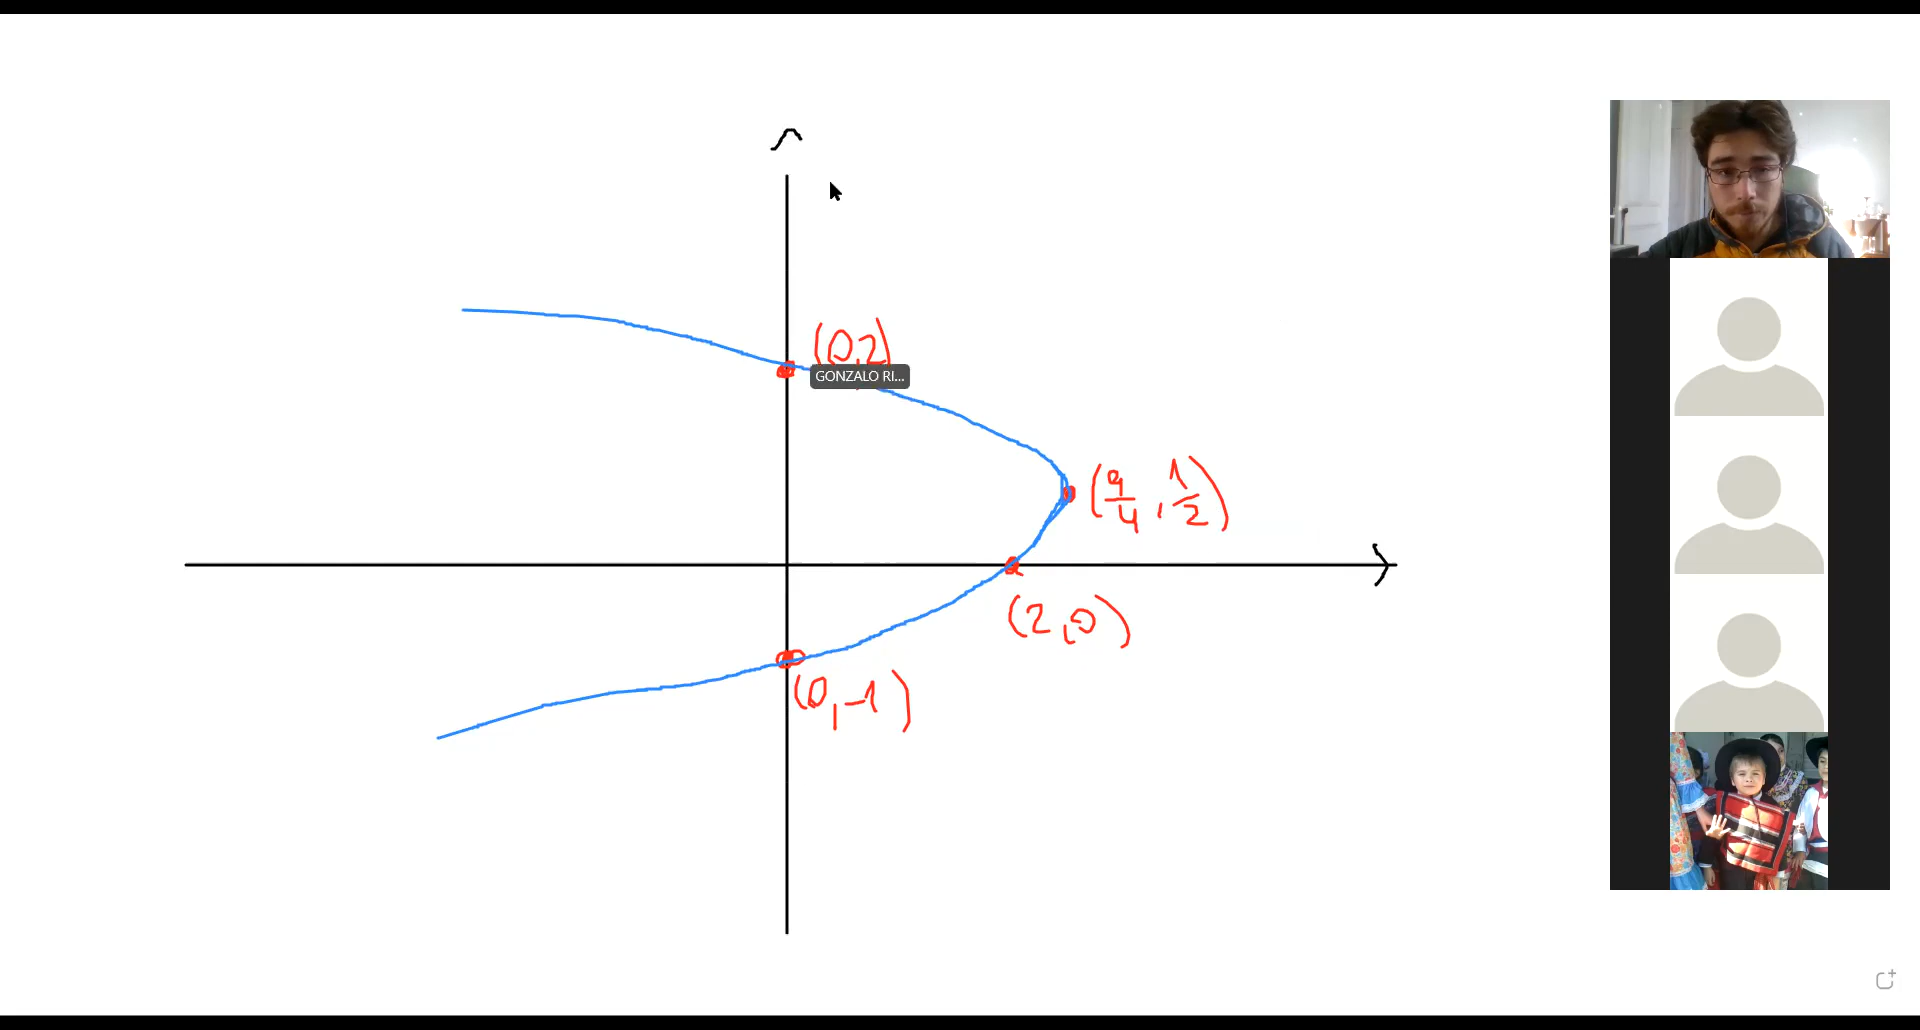 (0,2)
GONZALO RI...
(9/4, 1/2)
(2,0)
(0,-1)